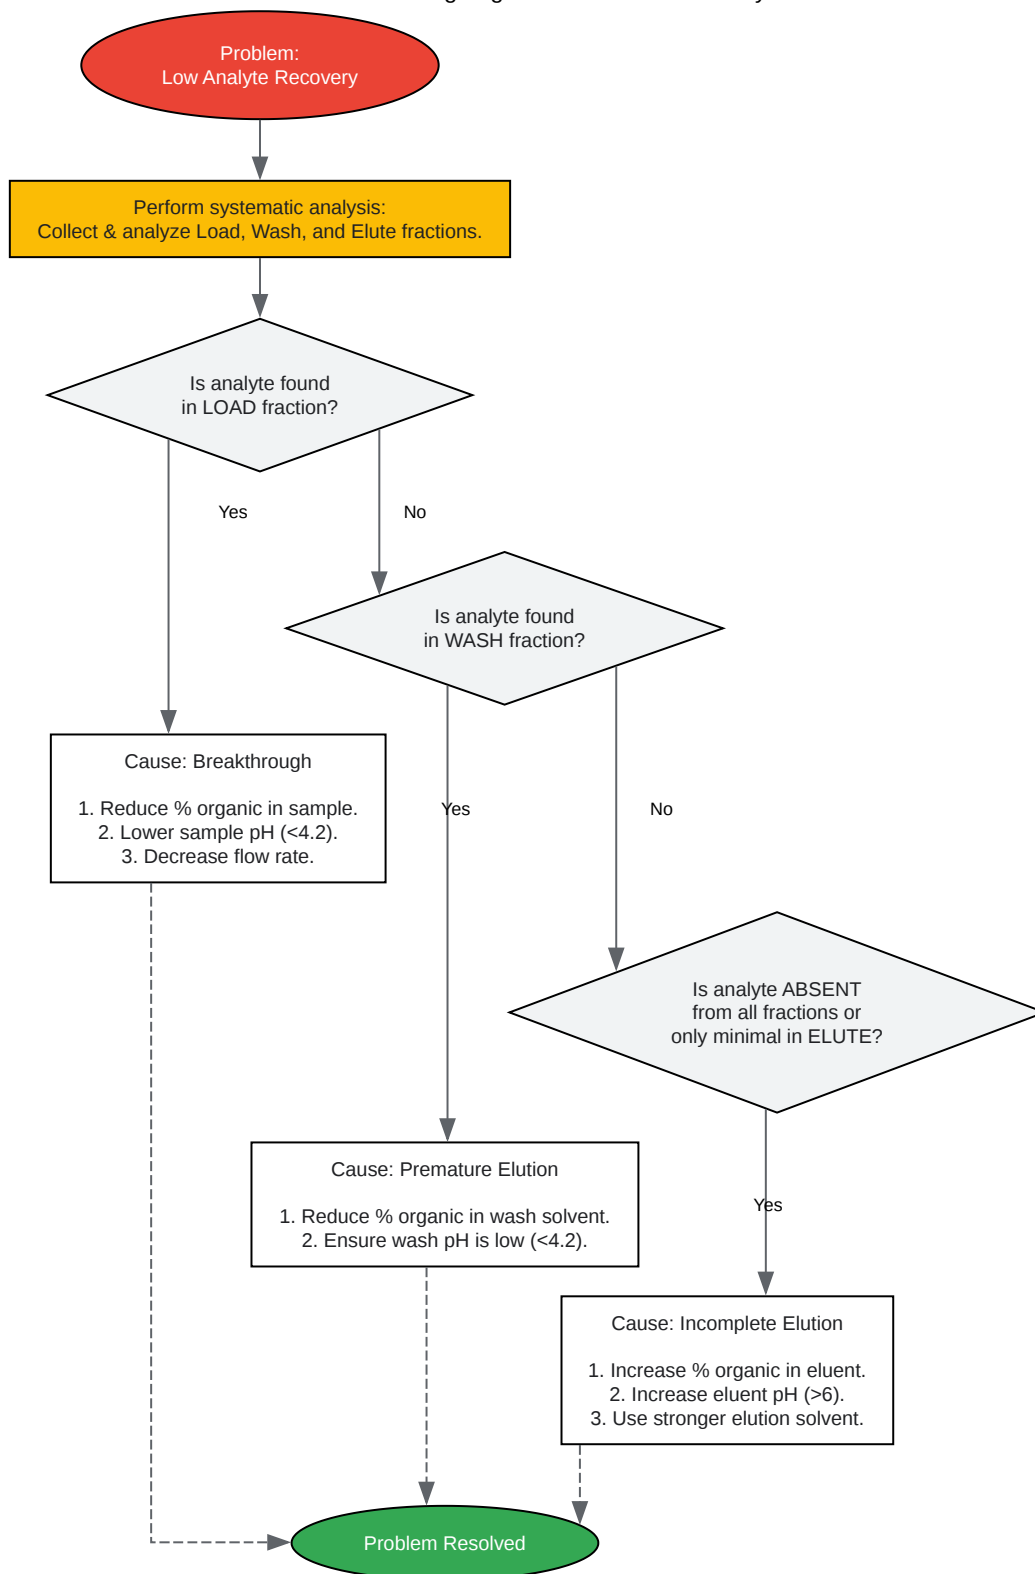 Problem:
Low Analyte Recovery
Perform systematic analysis:
Collect & analyze Load, Wash, and Elute fractions.
Is analyte found
in LOAD fraction?
Yes
No
Is analyte found
in WASH fraction?
Cause: Breakthrough
1. Reduce % organic in sample.
2. Lower sample pH (<4.2).
3. Decrease flow rate.
Yes
No
Is analyte ABSENT
from all fractions or
only minimal in ELUTE?
Cause: Premature Elution
1. Reduce % organic in wash solvent.
2. Ensure wash pH is low (<4.2).
Yes
Cause: Incomplete Elution
1. Increase % organic in eluent.
2. Increase eluent pH (>6).
3. Use stronger elution solvent.
Problem Resolved